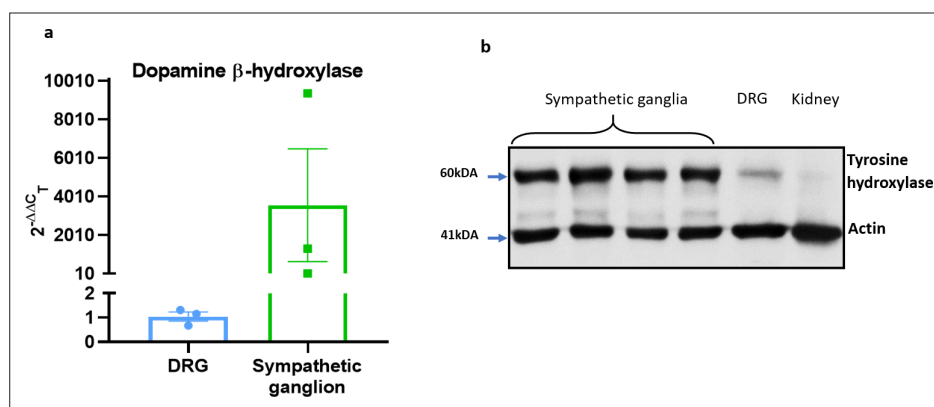 a
Dopamine β-hydroxylase
10010
8010
6010
4010
2010
10
2
1
0
2^-ΔΔC_T
DRG
Sympathetic
ganglion
b
Sympathetic ganglia
DRG
Kidney
60kDA
41kDA
Tyrosine
hydroxylase
Actin